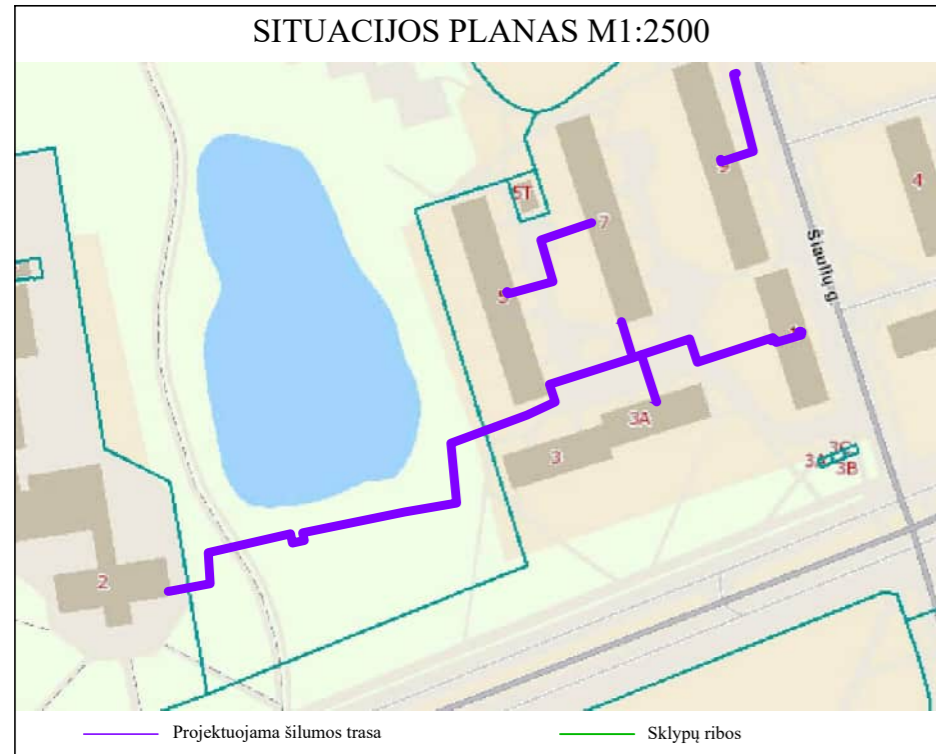 SITUACIJOS PLANAS M1:2500
5T
4
7
9
Šiaulių g.
5
1
3A
3
3C
3A
3B
2
Projektuojama šilumos trasa
Sklypų ribos